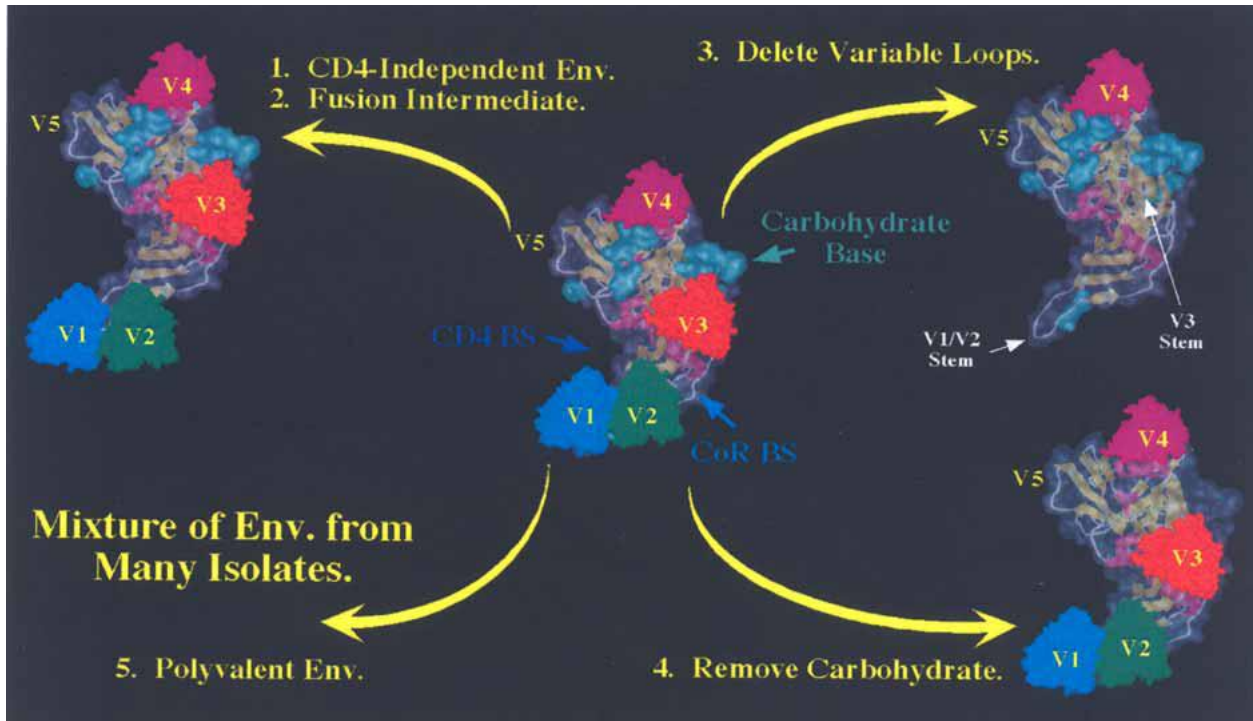 V4
V5
V3
V1 V2
1. CD4-Independent Env.
2. Fusion Intermediate.
3. Delete Variable Loops.
V4
V5
V1/V2
Stem
V3
Stem
V4
V5
Carbohydrate
Base
V3
CD4 BS
V1 V2
CoR BS
Mixture of Env. from
Many Isolates.
5. Polyvalent Env.
4. Remove Carbohydrate.
V4
V5
V3
V1 V2